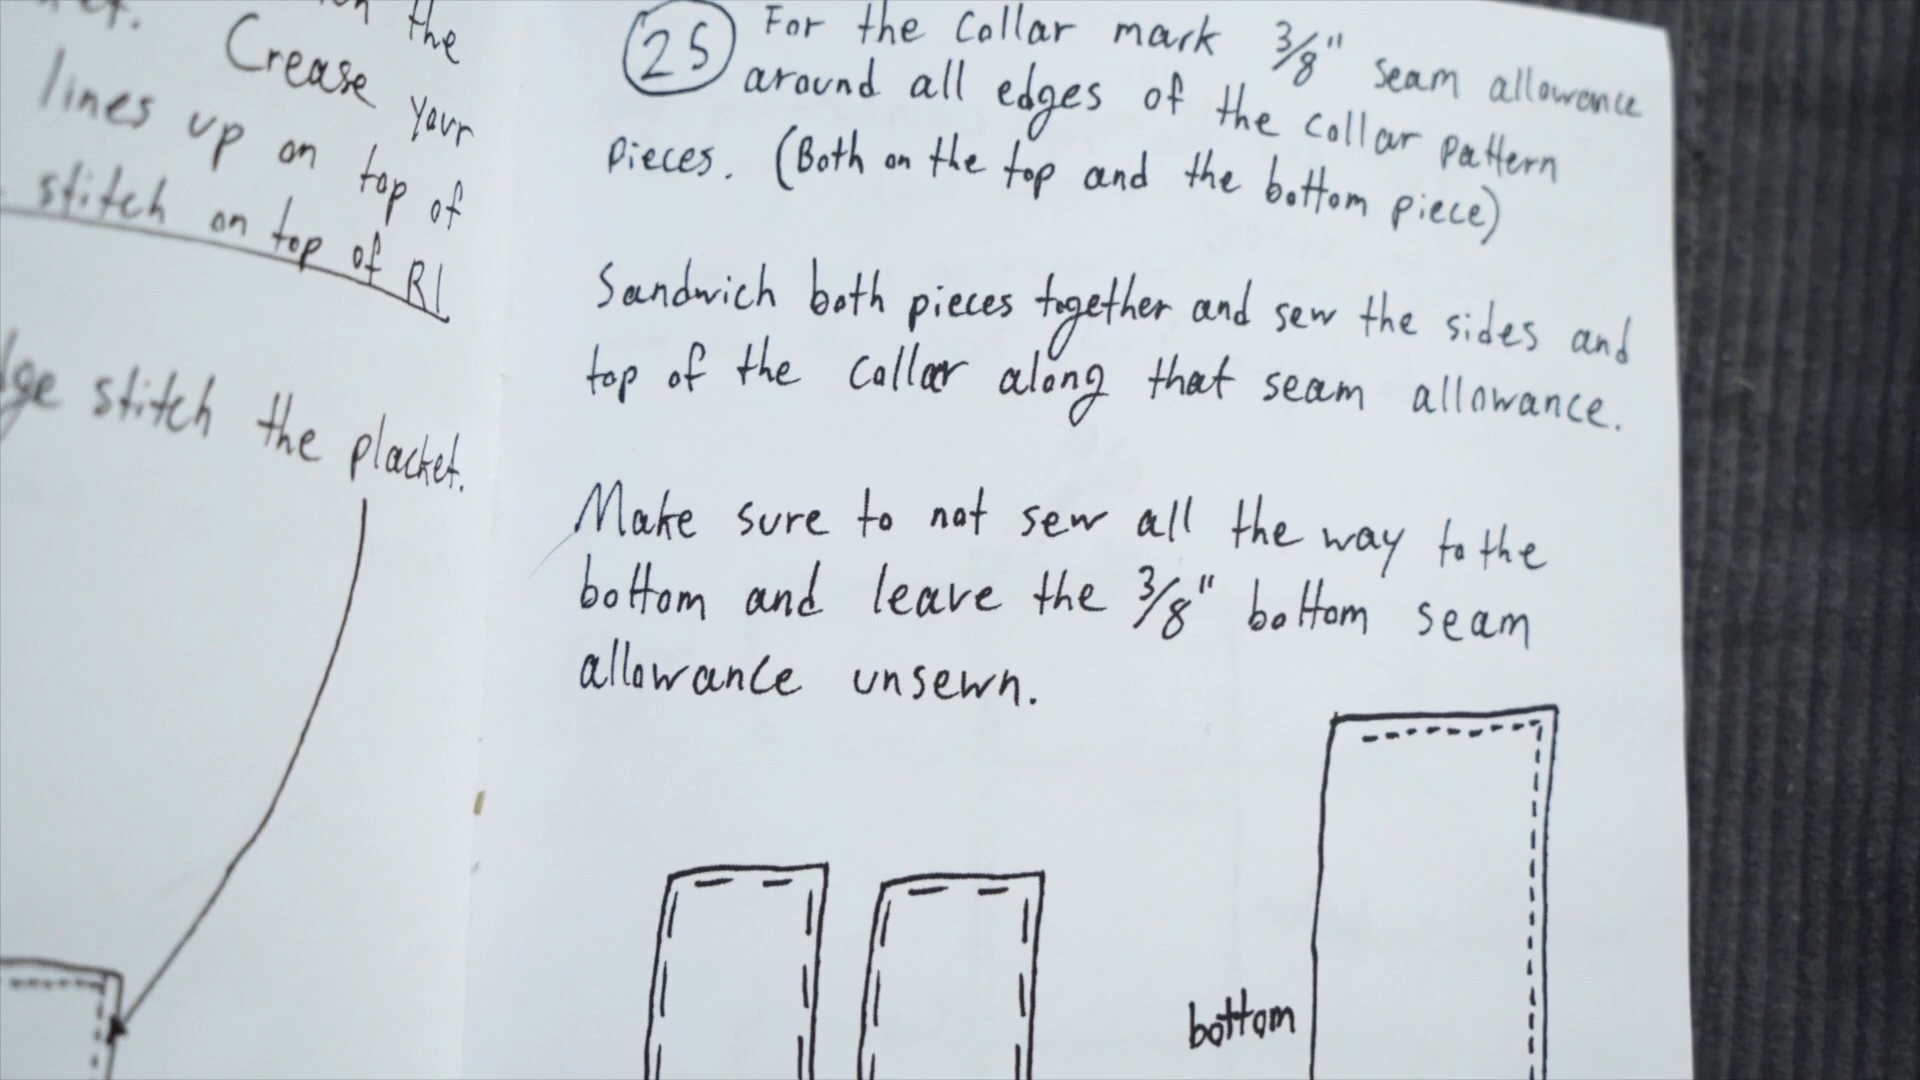 the
Crease your
lines up on top of
stitch on top of R1
stitch the placket.
25 For the Collar mark 3/8" seam allowance
around all edges of the collar pattern
pieces. (Both on the top and the bottom piece)
Sandwich both pieces together and sew the sides and
top of the collar along that seam allowance.
Make sure to not sew all the way to the
bottom and leave the 3/8" bottom seam
allowance unsewn.
bottom